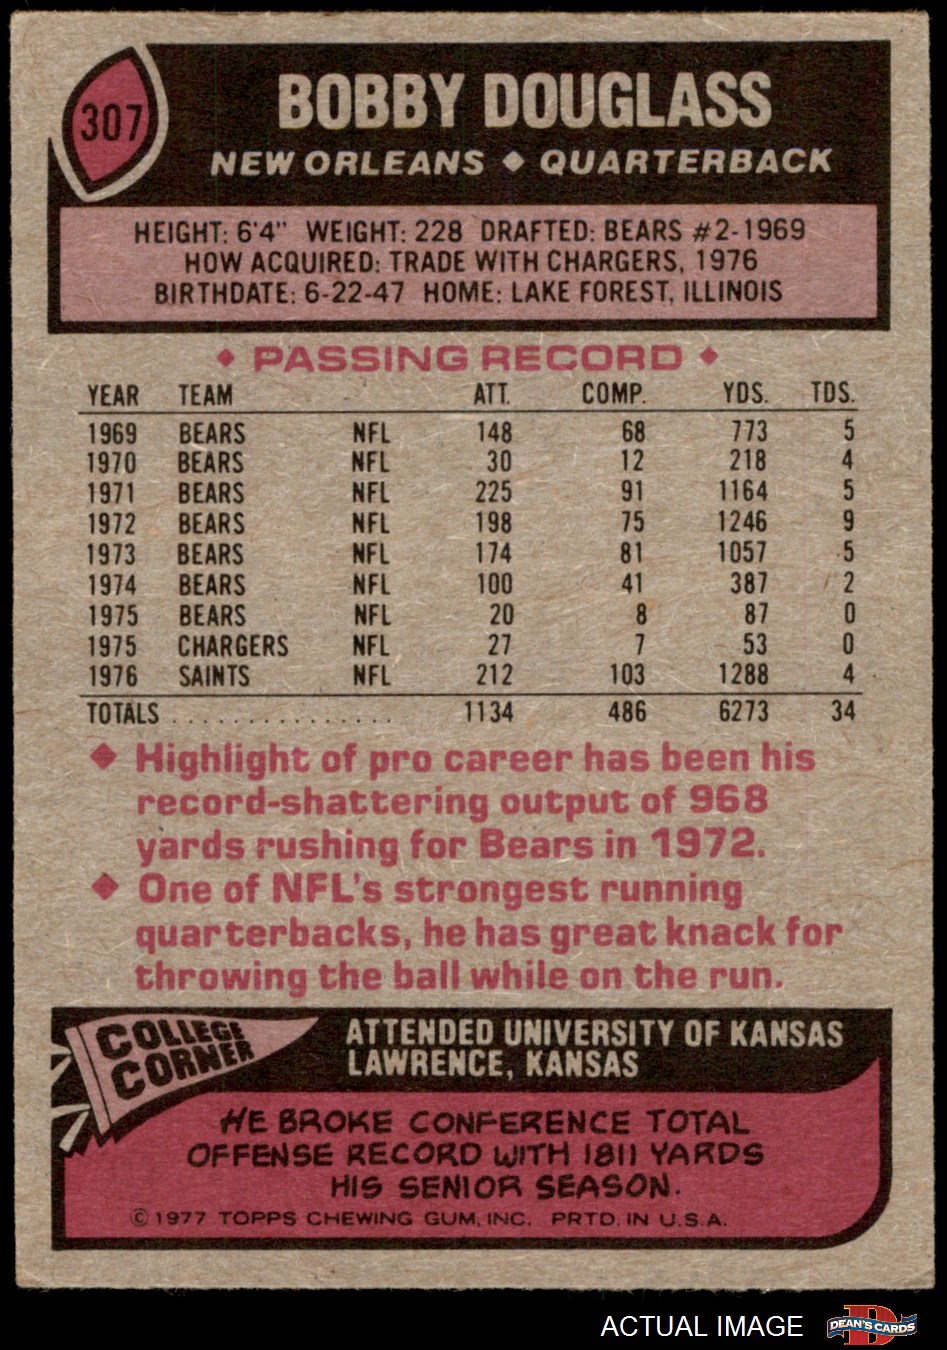 307
BOBBY DOUGLASS
NEW ORLEANS ◆ QUARTERBACK
HEIGHT: 6'4" WEIGHT: 228 DRAFTED: BEARS #2-1969
HOW ACQUIRED: TRADE WITH CHARGERS, 1976
BIRTHDATE: 6-22-47 HOME: LAKE FOREST, ILLINOIS
◆ PASSING RECORD ◆
YEAR TEAM ATT. COMP. YDS. TDS.
1969 BEARS NFL 148 68 773 5
1970 BEARS NFL 30 12 218 4
1971 BEARS NFL 225 91 1164 5
1972 BEARS NFL 198 75 1246 9
1973 BEARS NFL 174 81 1057 5
1974 BEARS NFL 100 41 387 2
1975 BEARS NFL 20 8 87 0
1975 CHARGERS NFL 27 7 53 0
1976 SAINTS NFL 212 103 1288 4
TOTALS . . . . . . . . . . . . . . . . 1134 486 6273 34
◆ Highlight of pro career has been his
record-shattering output of 968
yards rushing for Bears in 1972.
◆ One of NFL's strongest running
quarterbacks, he has great knack for
throwing the ball while on the run.
COLLEGE
CORNER
ATTENDED UNIVERSITY OF KANSAS
LAWRENCE, KANSAS
HE BROKE CONFERENCE TOTAL
OFFENSE RECORD WITH 1811 YARDS
HIS SENIOR SEASON.
© 1977 TOPPS CHEWING GUM, INC. PRTD. IN U.S.A.
ACTUAL IMAGE
D
DEAN'S CARDS